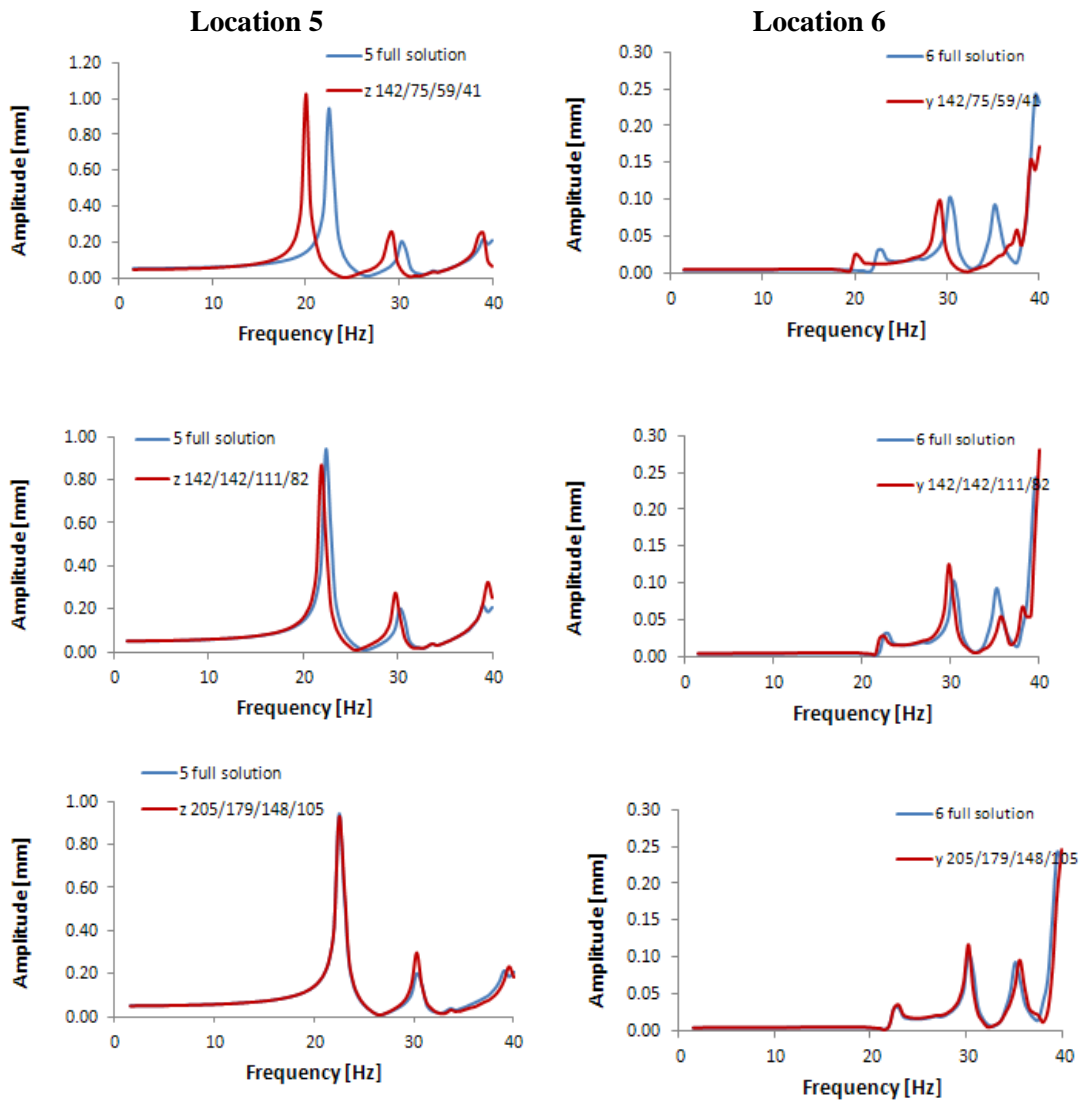 Location 5
Location 6
5 full solution
z 142/75/59/41
1.20
1.00
0.80
0.60
0.40
0.20
0.00
Amplitude [mm]
0 10 20 30 40
Frequency [Hz]
6 full solution
y 142/75/59/41
0.30
0.25
0.20
0.15
0.10
0.05
0.00
Amplitude [mm]
0 10 20 30 40
Frequency [Hz]
5 full solution
z 142/142/111/82
1.00
0.80
0.60
0.40
0.20
0.00
Amplitude [mm]
0 10 20 30 40
Frequency [Hz]
6 full solution
y 142/142/111/82
0.30
0.25
0.20
0.15
0.10
0.05
0.00
Amplitude [mm]
0 10 20 30 40
Frequency [Hz]
5 full solution
z 205/179/148/105
1.00
0.80
0.60
0.40
0.20
0.00
Amplitude [mm]
0 10 20 30 40
Frequency [Hz]
6 full solution
y 205/179/148/105
0.30
0.25
0.20
0.15
0.10
0.05
0.00
Amplitude [mm]
0 10 20 30 40
Frequency [Hz]